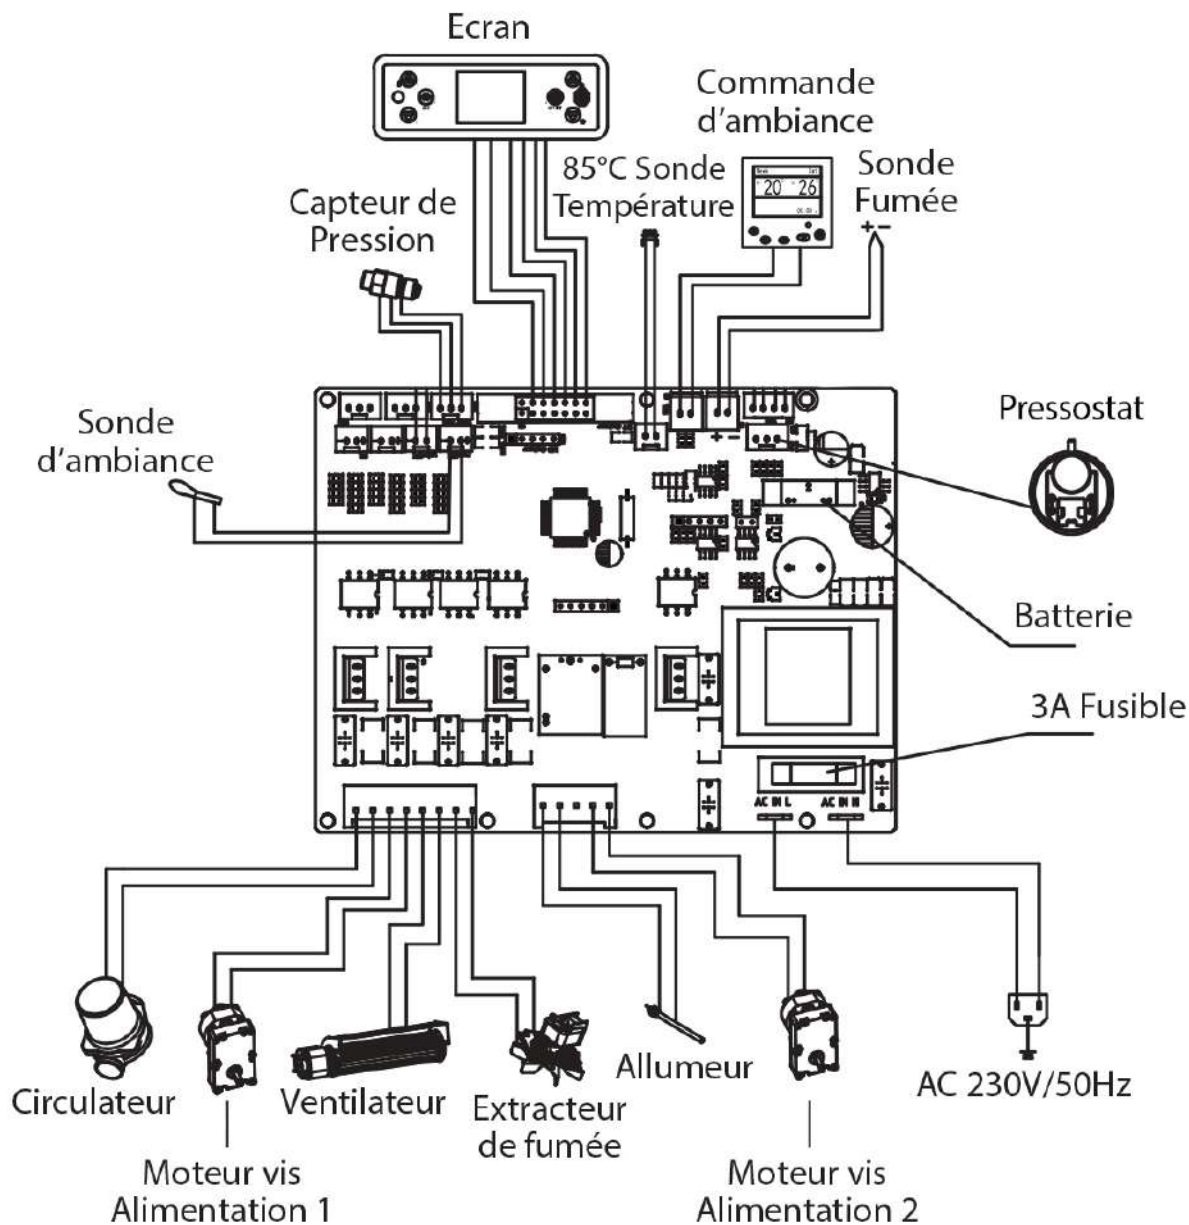 Ecran
Commande
d'ambiance
85°C Sonde
Température
Sonde
Fumée
+ -
20 26
Capteur de
Pression
Sonde
d'ambiance
Pressostat
+ -
Batterie
3A Fusible
AC IN L
AC IN N
Circulateur
Ventilateur
Extracteur
de fumée
Allumeur
AC 230V/50Hz
Moteur vis
Alimentation 1
Moteur vis
Alimentation 2